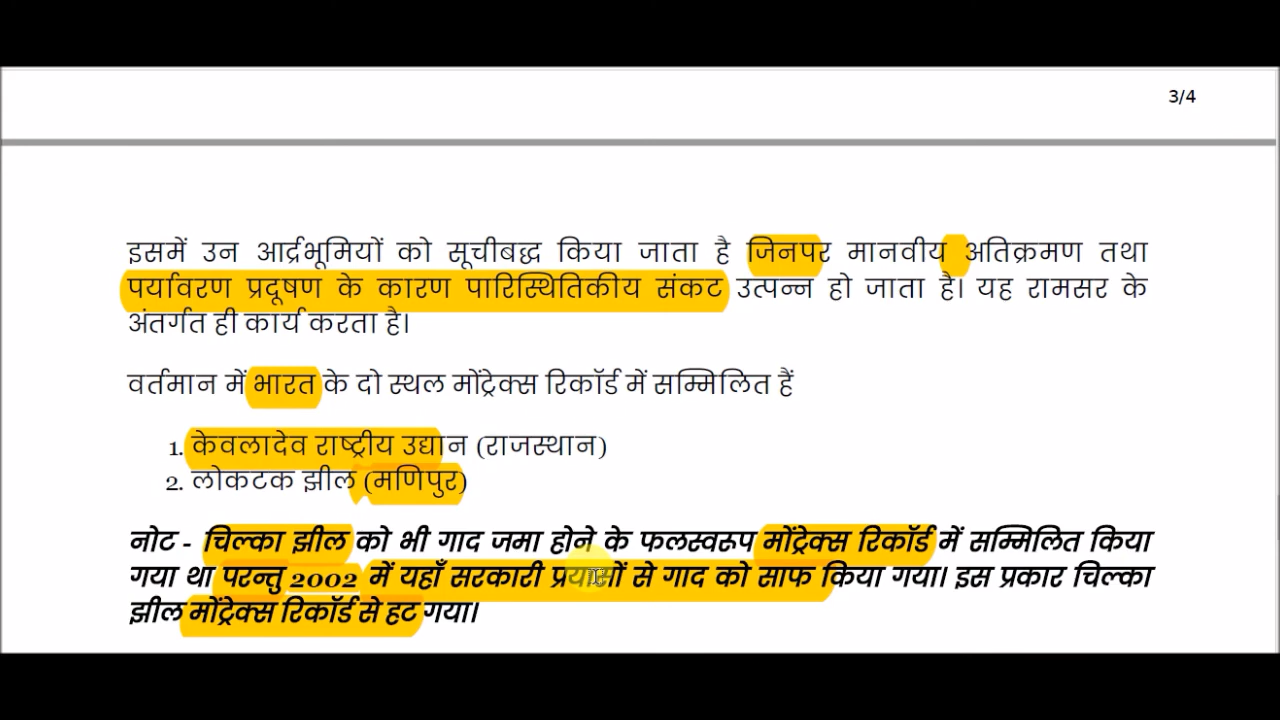 3/4
इसमें उन आर्द्रभूमियों को सूचीबद्ध किया जाता है जिनपर मानवीय अतिक्रमण तथा
पर्यावरण प्रदूषण के कारण पारिस्थितिकीय संकट उत्पन्न हो जाता है। यह रामसर के
अंतर्गत ही कार्य करता है।
वर्तमान में भारत के दो स्थल मोंट्रेक्स रिकॉर्ड में सम्मिलित हैं
1. केवलादेव राष्ट्रीय उद्यान (राजस्थान)
2. लोकटक झील (मणिपुर)
नोट - चिल्का झील को भी गाद जमा होने के फलस्वरूप मोंट्रेक्स रिकॉर्ड में सम्मिलित किया
गया था परन्तु 2002 में यहाँ सरकारी प्रयासों से गाद को साफ किया गया। इस प्रकार चिल्का
झील मोंट्रेक्स रिकॉर्ड से हट गया।